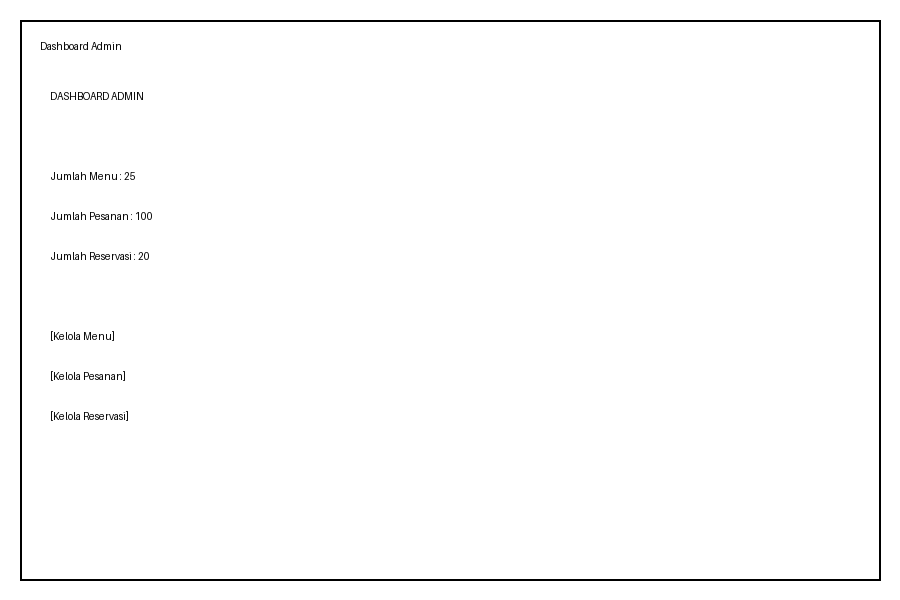 Dashboard Admin
DASHBOARD ADMIN
Jumlah Menu : 25
Jumlah Pesanan : 100
Jumlah Reservasi : 20
[Kelola Menu]
[Kelola Pesanan]
[Kelola Reservasi]